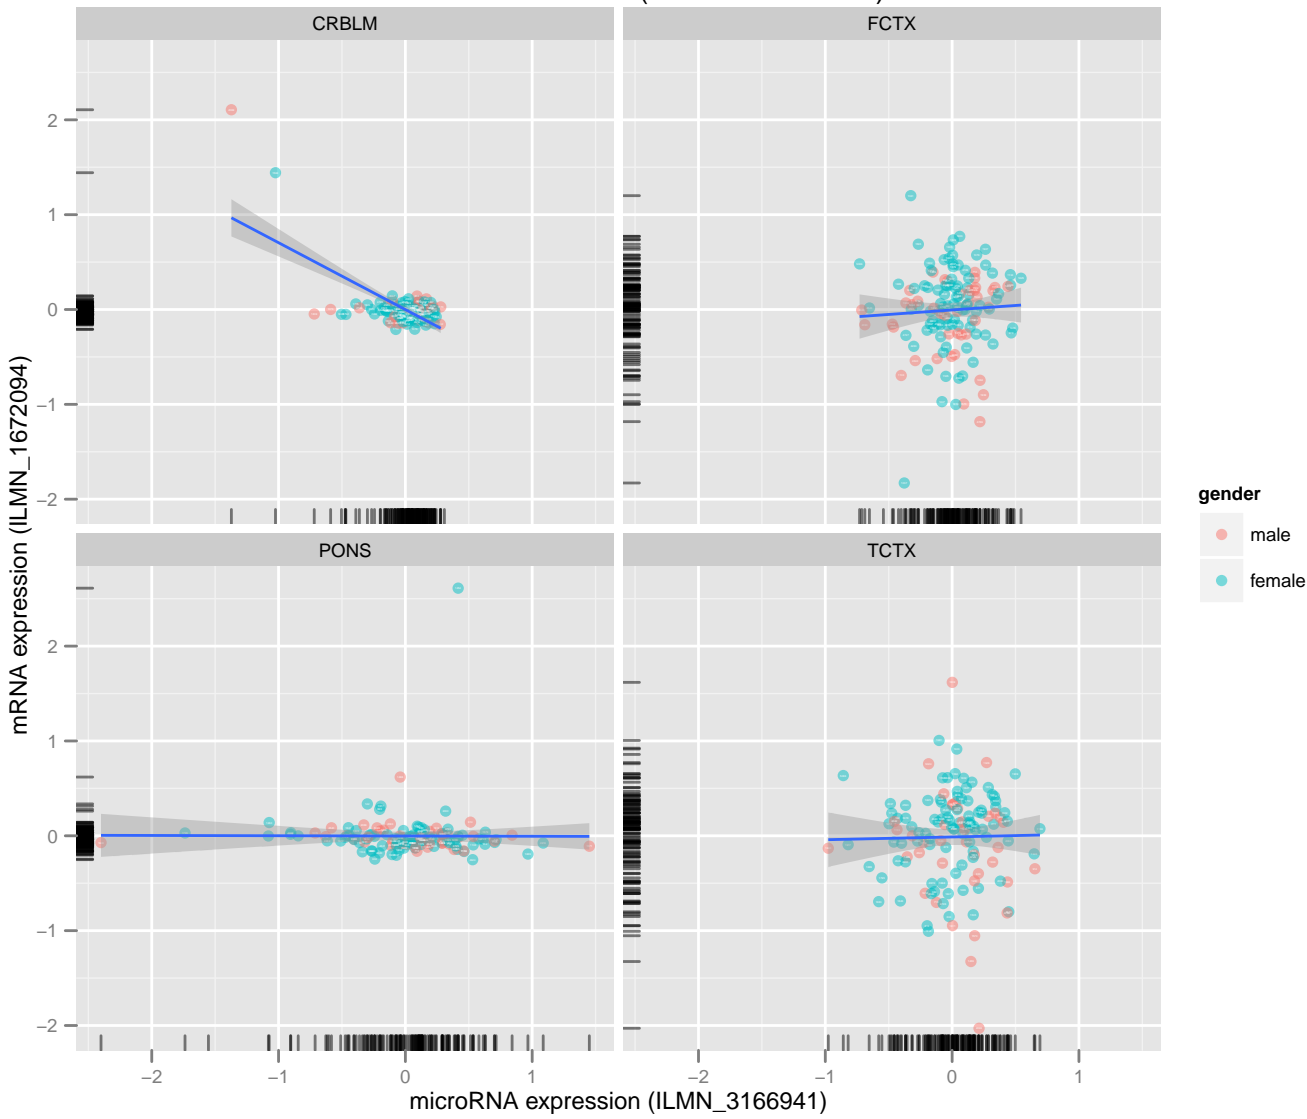 CRBLM
FCTX
2
1
0
−1
−2
PONS
TCTX
2
1
0
−1
−2
−2
−1
0
1
−2
−1
0
1
mRNA expression (ILMN_1672094)
microRNA expression (ILMN_3166941)
gender
male
female